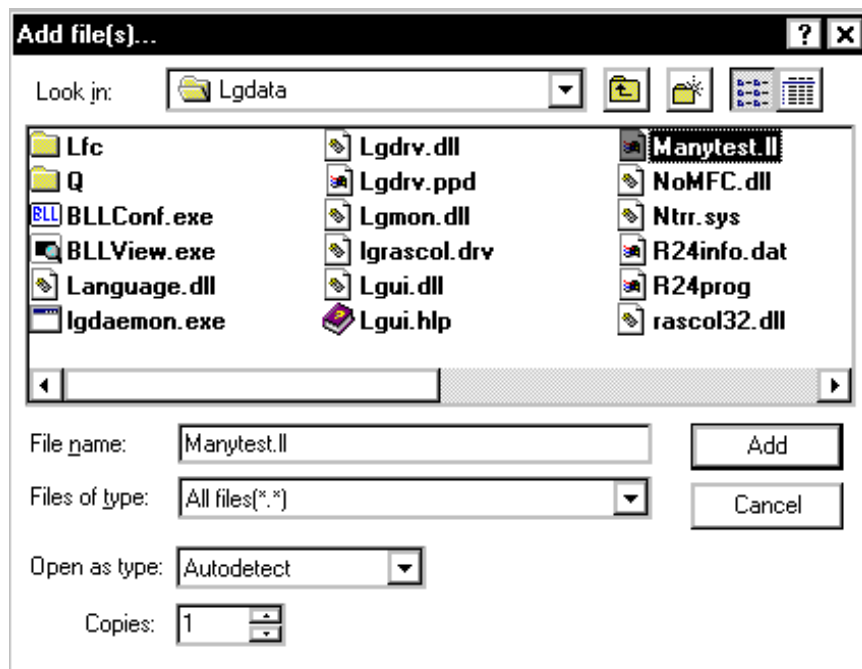 Add file(s)...
Look in: Lgdata
Lfc Lgdrv.dll Manytest.ll
Q Lgdrv.ppd NoMFC.dll
BLL BLLConf.exe Lgmon.dll Ntrr.sys
BLLView.exe lgrascol.drv R24info.dat
Language.dll Lgui.dll R24prog
lgdaemon.exe Lgui.hlp rascol32.dll
File name: Manytest.ll Add
Files of type: All files(*.*) Cancel
Open as type: Autodetect
Copies: 1